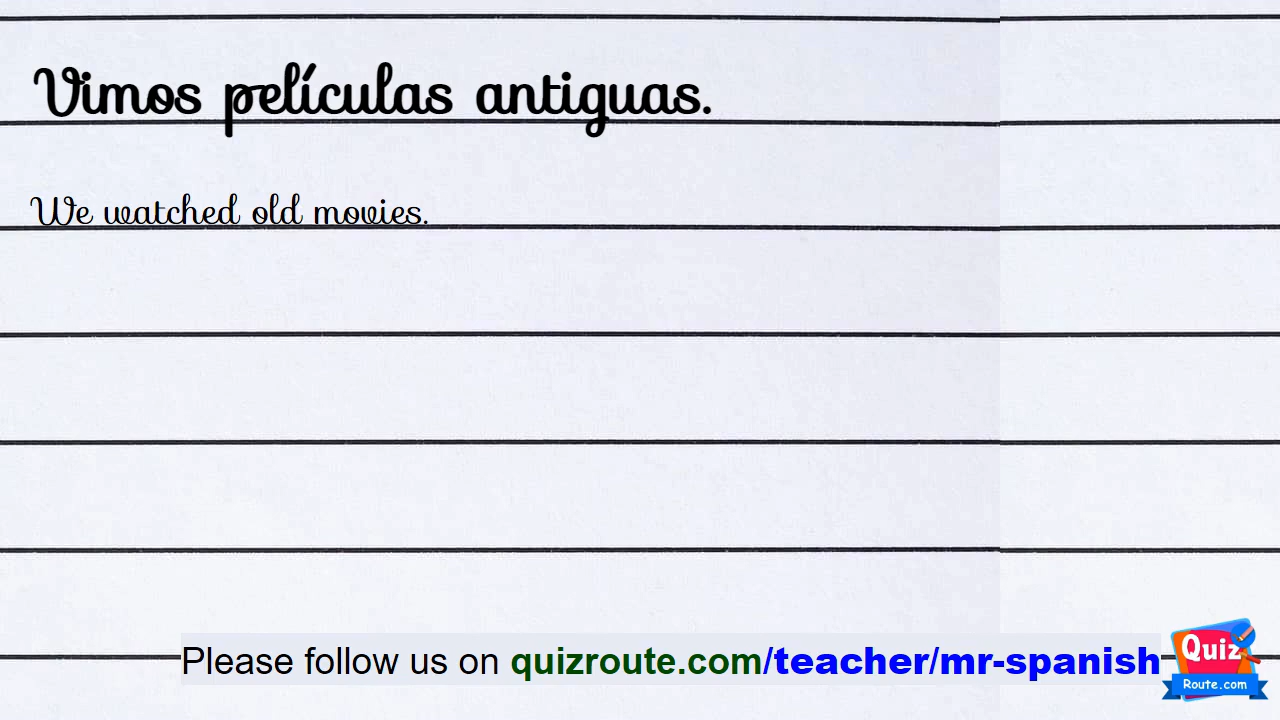 Vimos películas antiguas.
We watched old movies.
Please follow us on quizroute.com/teacher/mr-spanish
Quiz
Route.com